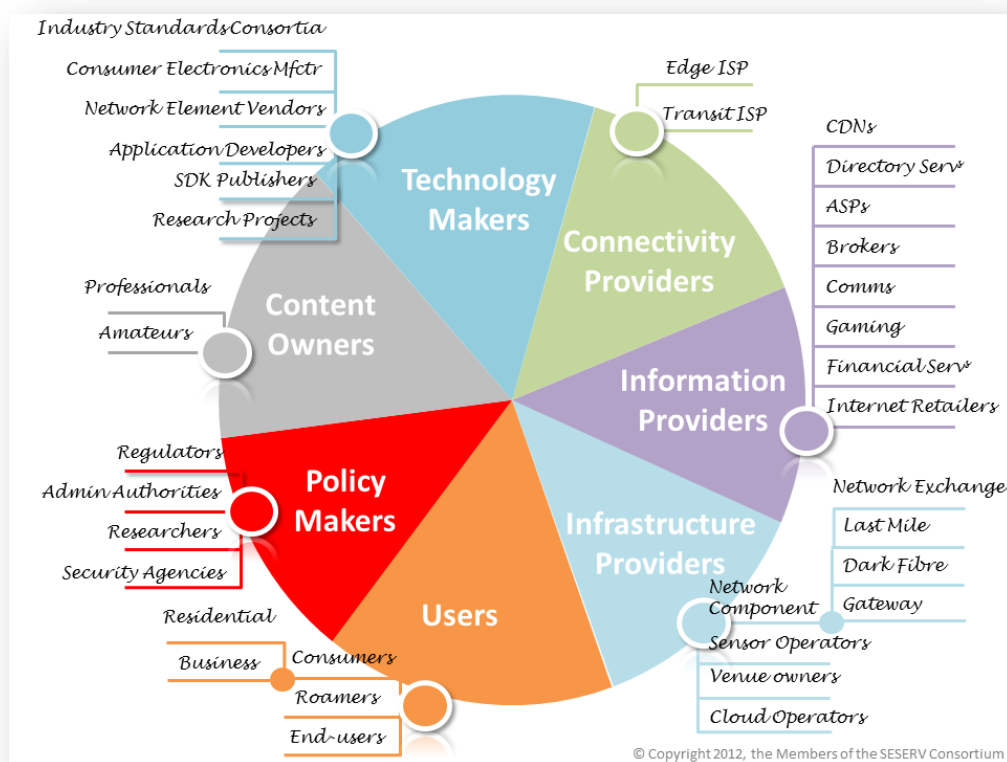 Industry Standards Consortia
Consumer Electronics Mfctr
Network Element Vendors
Application Developers
SDK Publishers
Research Projects
Technology
Makers
Edge ISP
Transit ISP
Connectivity
Providers
CDNs
Directory Servs
ASPs
Brokers
Comms
Gaming
Financial Servs
Internet Retailers
Information
Providers
Network Exchange
Last Mile
Dark Fibre
Gateway
Network
Component
Sensor Operators
Venue owners
Cloud Operators
Infrastructure
Providers
Users
Residential
Business
Consumers
Roamers
End-users
Policy
Makers
Regulators
Admin Authorities
Researchers
Security Agencies
Content
Owners
Professionals
Amateurs
© Copyright 2012, the Members of the SESERV Consortium